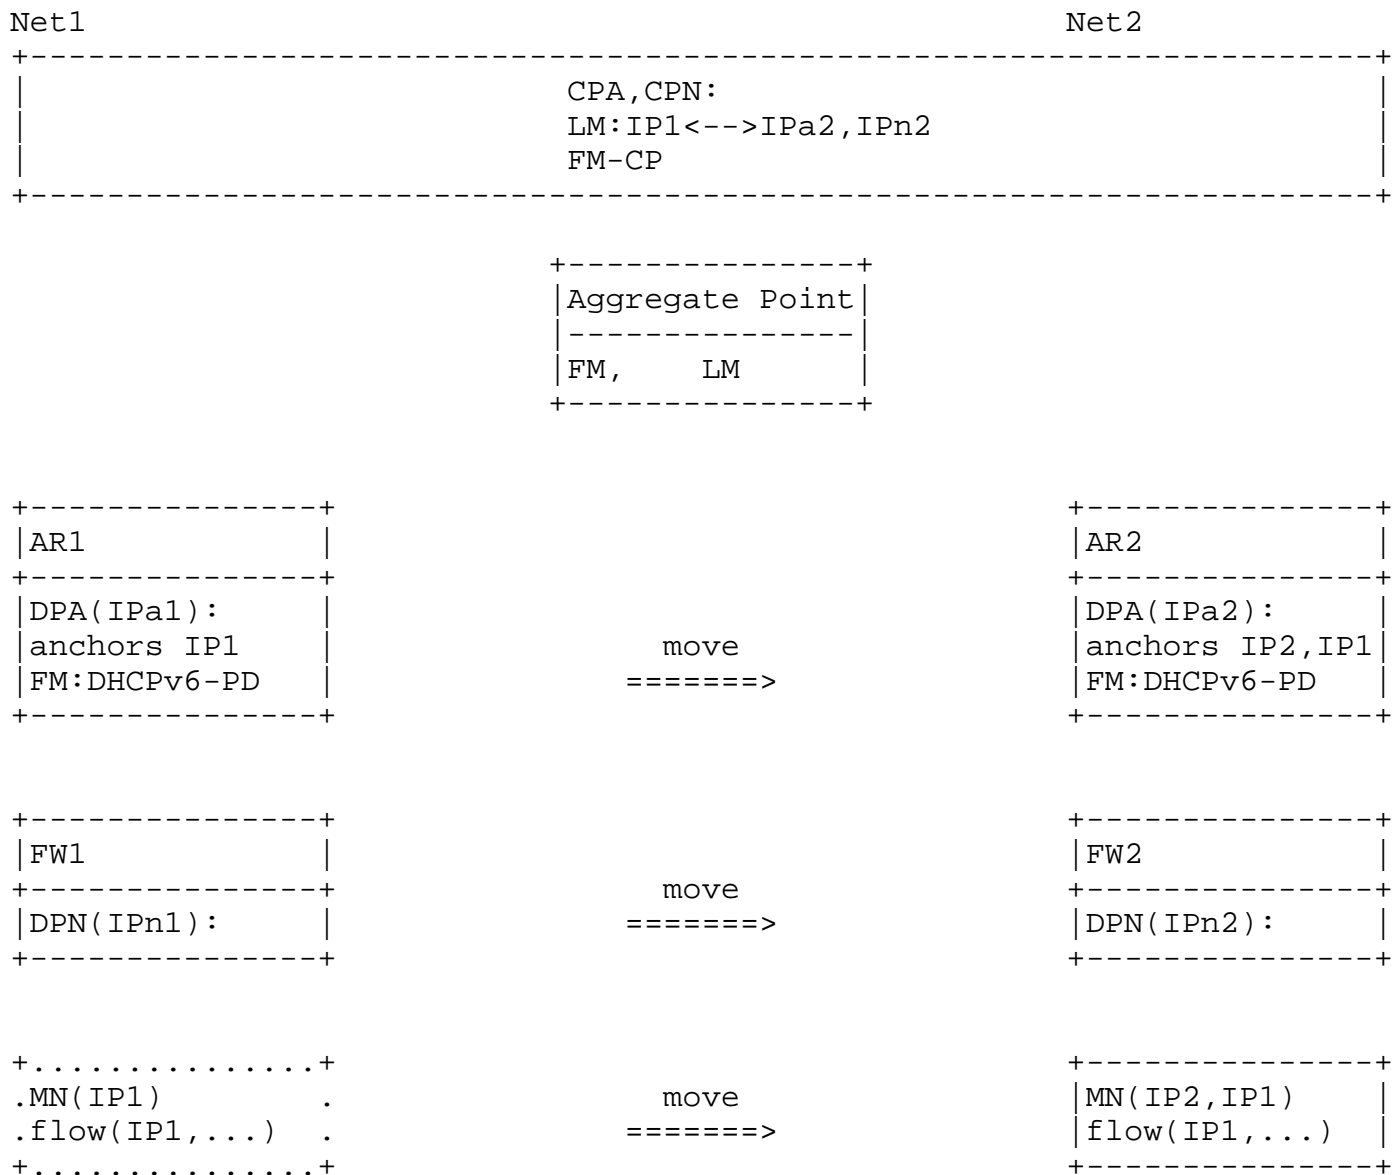 Net1 Net2
CPA,CPN:
LM:IP1<-->IPa2,IPn2
FM-CP
Aggregate Point
FM, LM
AR1 AR2
DPA(IPa1): DPA(IPa2):
anchors IP1 move anchors IP2,IP1
FM:DHCPv6-PD =======> FM:DHCPv6-PD
FW1 FW2
move
DPN(IPn1): =======> DPN(IPn2):
MN(IP1) move MN(IP2,IP1)
flow(IP1,...) =======> flow(IP1,...)